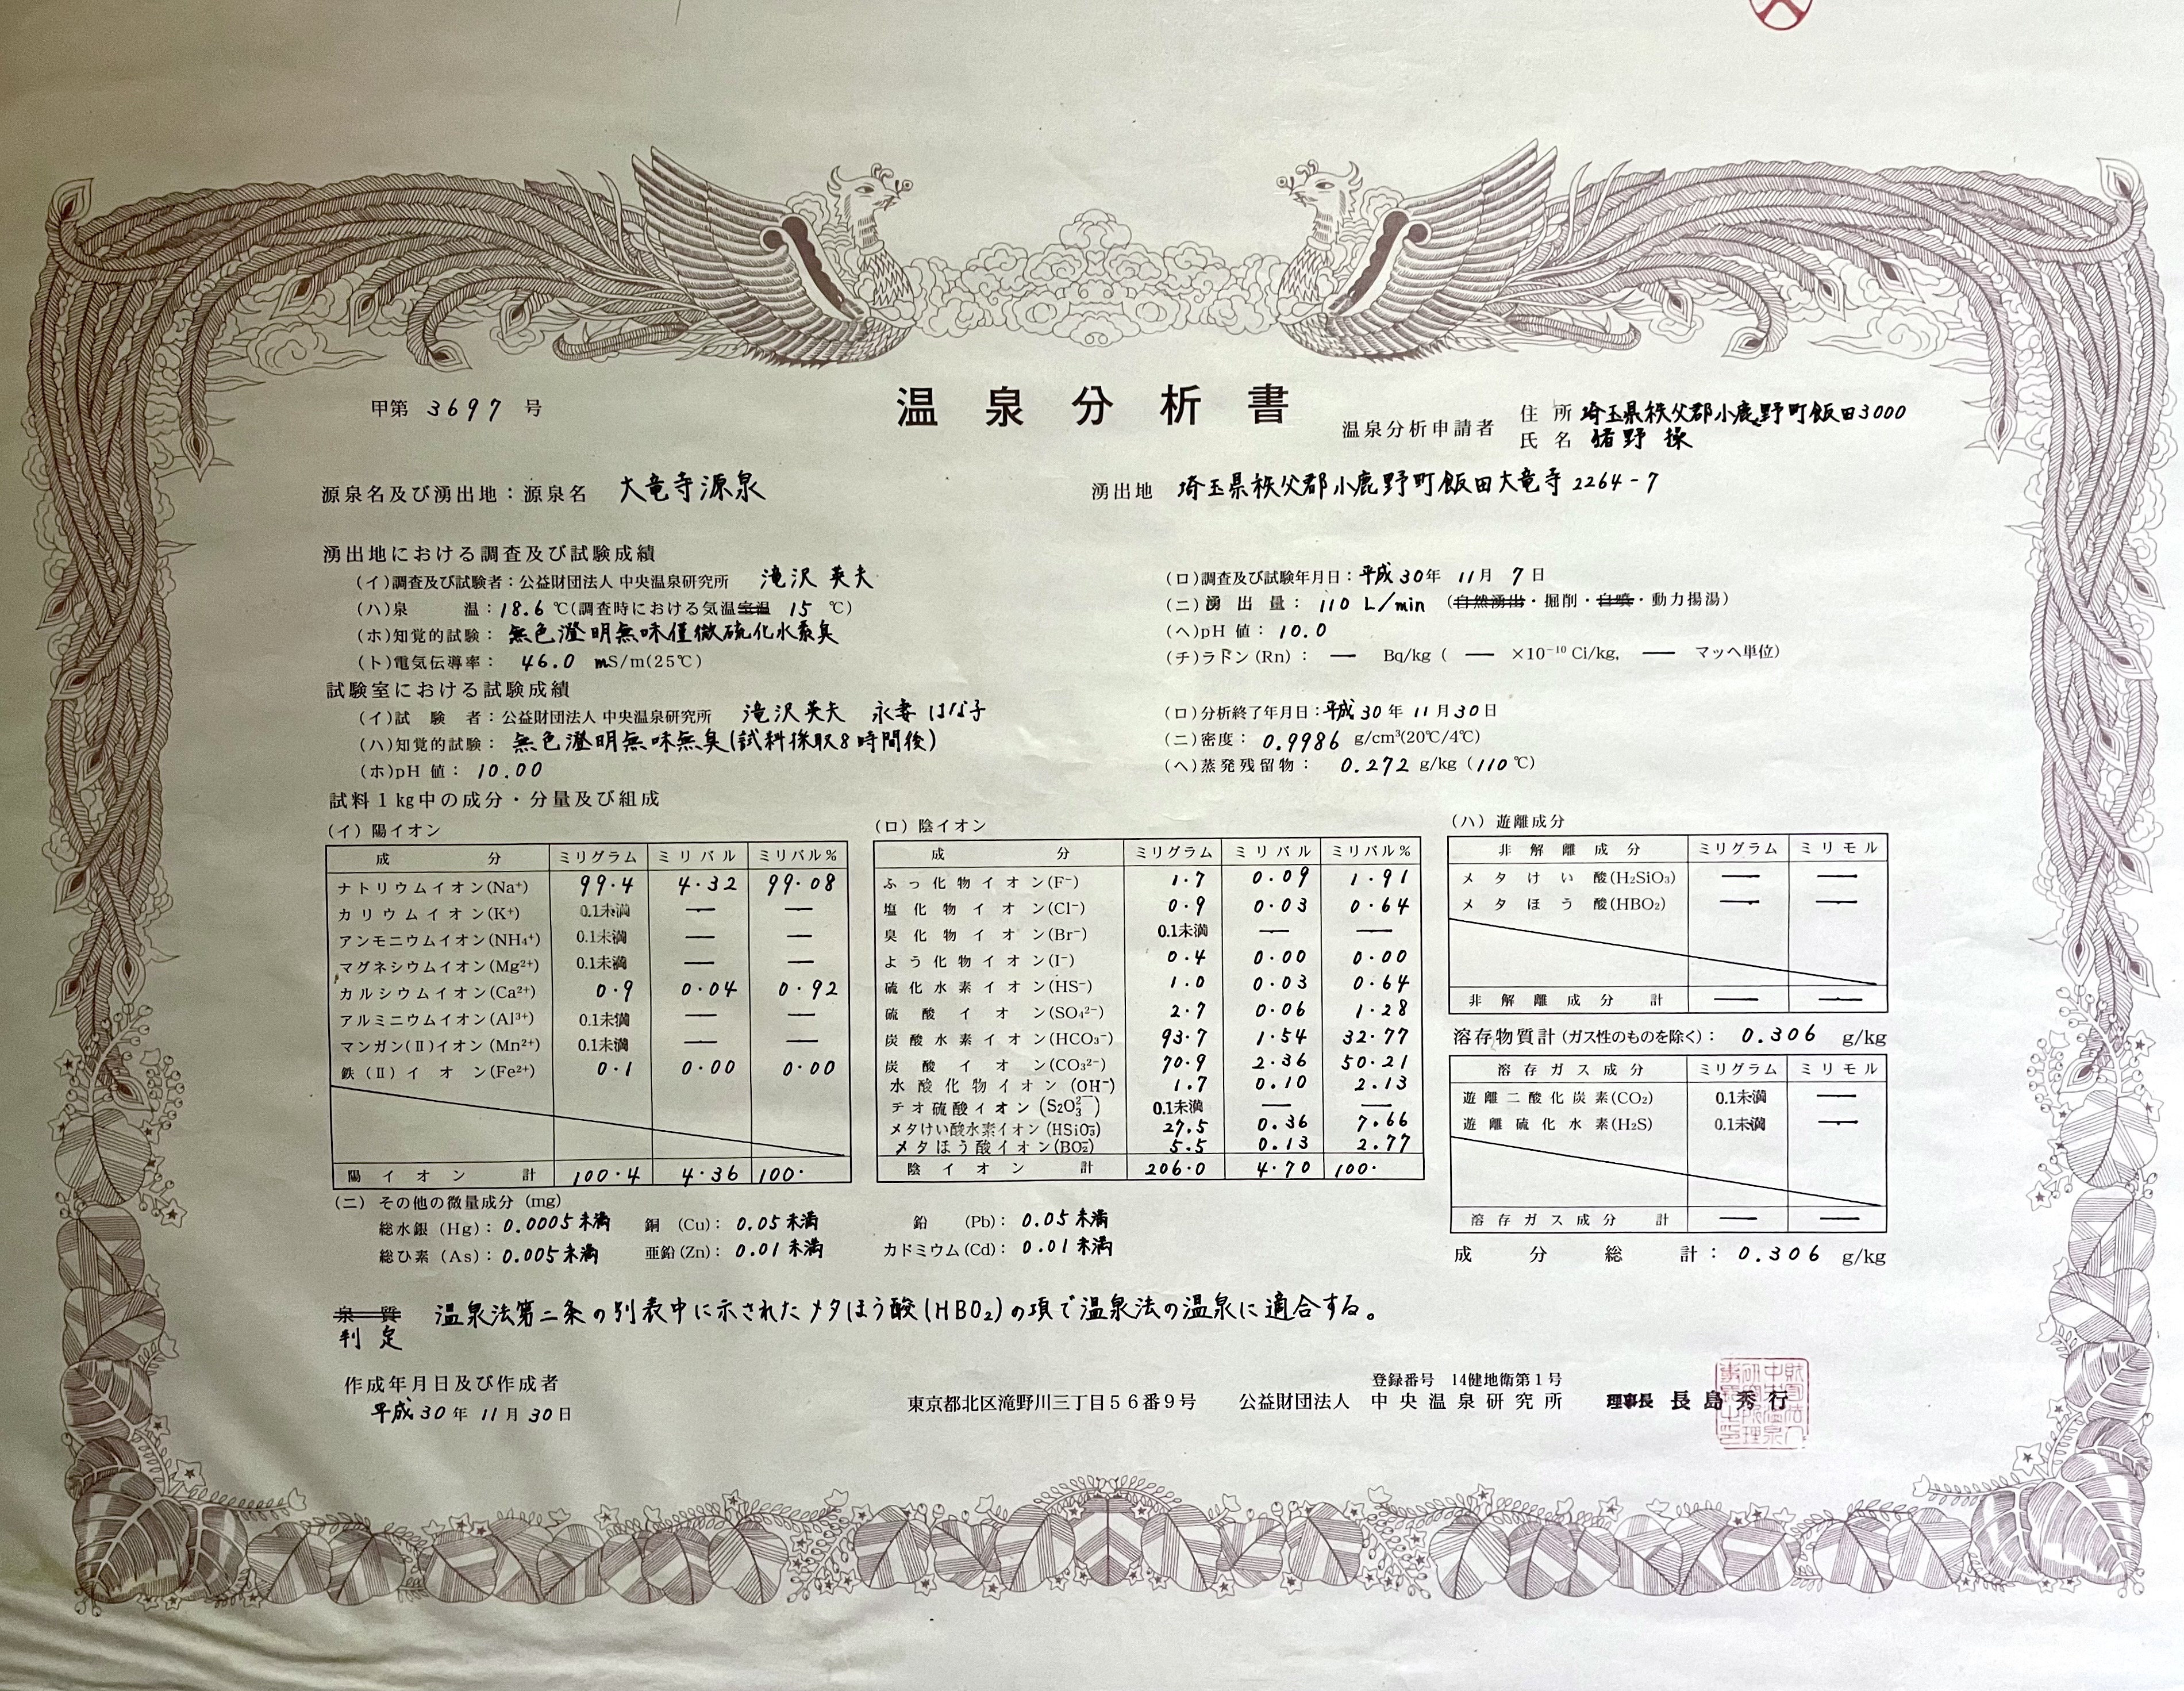 甲第 3697 号
温泉分析書
温泉分析申請者
住所 埼玉県秩父郡小鹿野町飯田3000
氏名 猪野 操
源泉名及び湧出地：源泉名 大竜寺源泉
湧出地 埼玉県秩父郡小鹿野町飯田大竜寺2264-7
湧出地における調査及び試験成績
(イ)調査及び試験者：公益財団法人 中央温泉研究所 滝沢 英夫
(ロ)調査及び試験年月日：平成30年 11月 7日
(ハ)泉温：18.6 ℃(調査時における気温室温 15 ℃)
(ニ)湧出量： 110 L/min (自然湧出・掘削・自噴・動力揚湯)
(ホ)知覚的試験： 無色澄明無味僅微硫化水素臭
(ヘ)pH値： 10.0
(ト)電気伝導率： 46.0 mS/m(25℃)
(チ)ラドン(Rn)： — Bq/kg ( — ×10⁻¹⁰ Ci/kg, — マッヘ単位)
試験室における試験成績
(イ)試験者：公益財団法人 中央温泉研究所 滝沢英夫 永妻 はな子
(ロ)分析終了年月日：平成30年 11月30日
(ハ)知覚的試験： 無色澄明無味無臭(試料採取8時間後)
(ニ)密度： 0.9986 g/cm³(20℃/4℃)
(ホ)pH値： 10.00
(ヘ)蒸発残留物： 0.272 g/kg (110℃)
試料1kg中の成分・分量及び組成
(イ) 陽イオン
成分 ミリグラム ミリバル ミリバル%
ナトリウムイオン(Na⁺) 99.4 4.32 99.08
カリウムイオン(K⁺) 0.1未満 — —
アンモニウムイオン(NH₄⁺) 0.1未満 — —
マグネシウムイオン(Mg²⁺) 0.1未満 — —
カルシウムイオン(Ca²⁺) 0.9 0.04 0.92
アルミニウムイオン(Al³⁺) 0.1未満 — —
マンガン(Ⅱ)イオン(Mn²⁺) 0.1未満 — —
鉄(Ⅱ)イオン(Fe²⁺) 0.1 0.00 0.00
陽イオン計 100.4 4.36 100.
(ロ) 陰イオン
成分 ミリグラム ミリバル ミリバル%
ふっ化物イオン(F⁻) 1.7 0.09 1.91
塩化物イオン(Cl⁻) 0.9 0.03 0.64
臭化物イオン(Br⁻) 0.1未満 — —
よう化物イオン(I⁻) 0.4 0.00 0.00
硫化水素イオン(HS⁻) 1.0 0.03 0.64
硫酸イオン(SO₄²⁻) 2.7 0.06 1.28
炭酸水素イオン(HCO₃⁻) 93.7 1.54 32.77
炭酸イオン(CO₃²⁻) 70.9 2.36 50.21
水酸化物イオン(OH⁻) 1.7 0.10 2.13
チオ硫酸イオン(S₂O₃²⁻) 0.1未満 — —
メタけい酸水素イオン(HSiO₃⁻) 27.5 0.36 7.66
メタほう酸イオン(BO₂⁻) 5.5 0.13 2.77
陰イオン計 206.0 4.70 100.
(ハ) 遊離成分
非解離成分 ミリグラム ミリモル
メタけい酸(H₂SiO₃) — —
メタほう酸(HBO₂) — —
非解離成分計 — —
溶存物質計(ガス性のものを除く)： 0.306 g/kg
溶存ガス成分 ミリグラム ミリモル
遊離二酸化炭素(CO₂) 0.1未満 —
遊離硫化水素(H₂S) 0.1未満 —
溶存ガス成分計 — —
成分総計： 0.306 g/kg
(ニ) その他の微量成分 (mg)
総水銀 (Hg)： 0.0005未満 銅 (Cu)： 0.05未満 鉛 (Pb)： 0.05未満
総ひ素 (As)： 0.005未満 亜鉛(Zn)： 0.01未満 カドミウム(Cd)： 0.01未満
泉質
判定 温泉法第二条の別表中に示されたメタほう酸(HBO₂)の項で温泉法の温泉に適合する。
作成年月日及び作成者
平成30年 11月30日
登録番号 14健地衛第1号
東京都北区滝野川三丁目56番9号 公益財団法人 中央温泉研究所 理事長 長島秀行